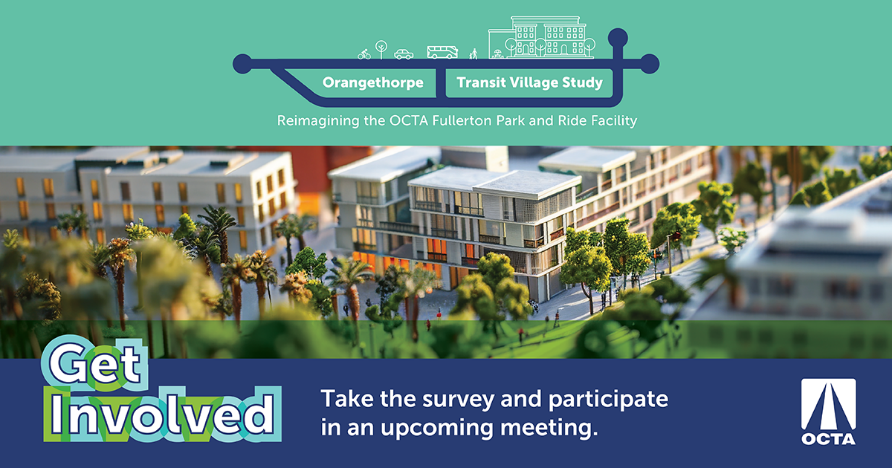 Orangethorpe Transit Village Study
Reimagining the OCTA Fullerton Park and Ride Facility
Get
Involved
Take the survey and participate
in an upcoming meeting.
OCTA